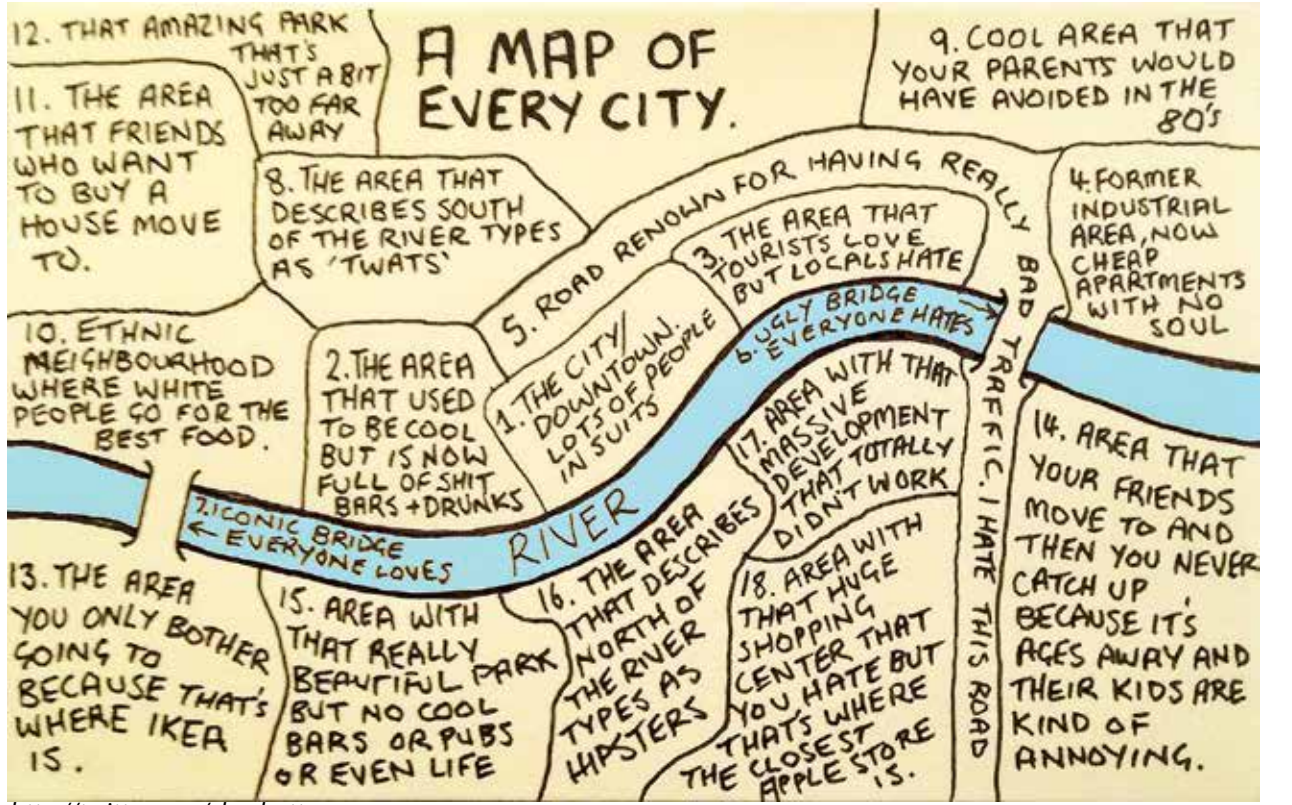 12. THAT AMAZING PARK
THAT'S
JUST A BIT
TOO FAR
AWAY
A MAP OF
EVERY CITY.
9. COOL AREA THAT
YOUR PARENTS WOULD
HAVE AVOIDED IN THE
80's
11. THE AREA
THAT FRIENDS
WHO WANT
TO BUY A
HOUSE MOVE
TO.
8. THE AREA THAT
DESCRIBES SOUTH
OF THE RIVER TYPES
AS 'TWATS'
5. ROAD RENOWN FOR HAVING REALLY BAD TRAFFIC. I HATE THIS ROAD
3. THE AREA THAT
TOURISTS LOVE
BUT LOCALS HATE
4. FORMER
INDUSTRIAL
AREA, NOW
CHEAP
APARTMENTS
WITH NO
SOUL
10. ETHNIC
NEIGHBOURHOOD
WHERE WHITE
PEOPLE GO FOR THE
BEST FOOD.
2. THE AREA
THAT USED
TO BE COOL
BUT IS NOW
FULL OF SHIT
BARS + DRUNKS
1. THE CITY/
DOWNTOWN.
LOTS OF PEOPLE
IN SUITS
6. UGLY BRIDGE
EVERYONE HATES
7. ICONIC BRIDGE
EVERYONE LOVES
RIVER
17. AREA WITH THAT
MASSIVE
DEVELOPMENT
THAT TOTALLY
DIDN'T WORK
14. AREA THAT
YOUR FRIENDS
MOVE TO AND
THEN YOU NEVER
CATCH UP,
BECAUSE IT'S
AGES AWAY AND
THEIR KIDS ARE
KIND OF
ANNOYING.
13. THE AREA
YOU ONLY BOTHER
GOING TO
BECAUSE THAT'S
WHERE IKEA
IS.
15. AREA WITH
THAT REALLY
BEAUTIFUL PARK
BUT NO COOL
BARS OR PUBS
OR EVEN LIFE
16. THE AREA
THAT DESCRIBES
NORTH OF
THE RIVER
TYPES AS
HIPSTERS
18. AREA WITH
THAT HUGE
SHOPPING
CENTER THAT
YOU HATE BUT
THAT'S WHERE
THE CLOSEST
APPLE STORE
IS.